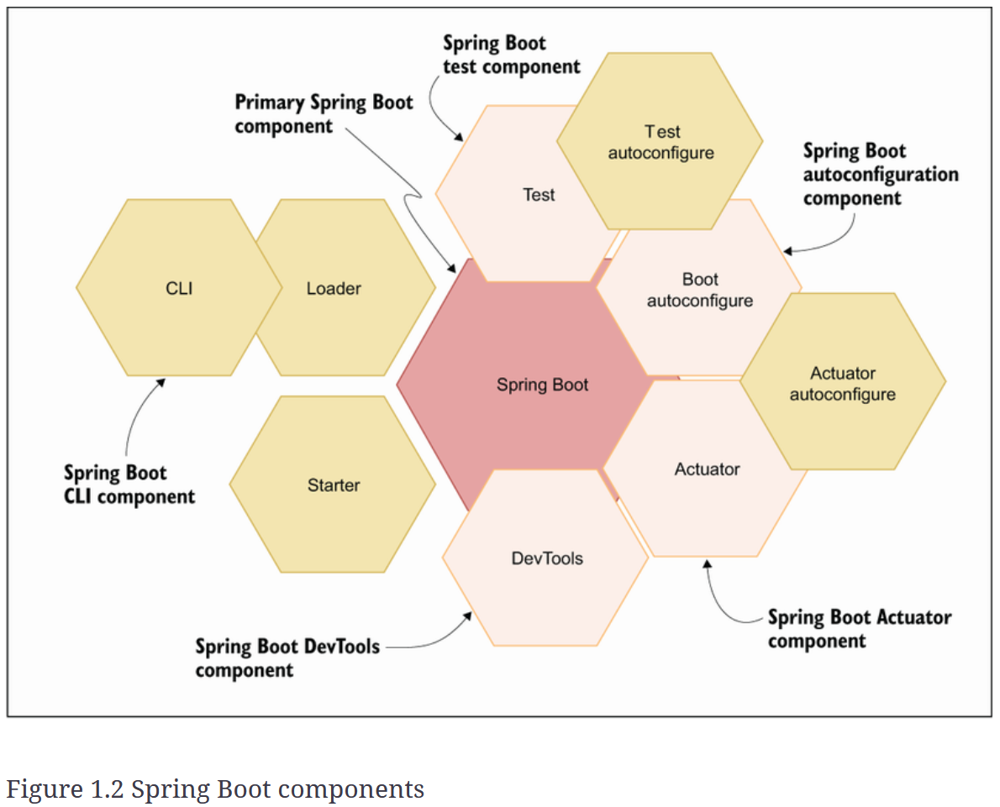 Spring Boot
test component
Primary Spring Boot
component
Test
autoconfigure
Spring Boot
autoconfiguration
component
Test
CLI
Loader
Boot
autoconfigure
Spring Boot
Actuator
autoconfigure
Spring Boot
CLI component
Starter
Actuator
DevTools
Spring Boot Actuator
component
Spring Boot DevTools
component
Figure 1.2 Spring Boot components